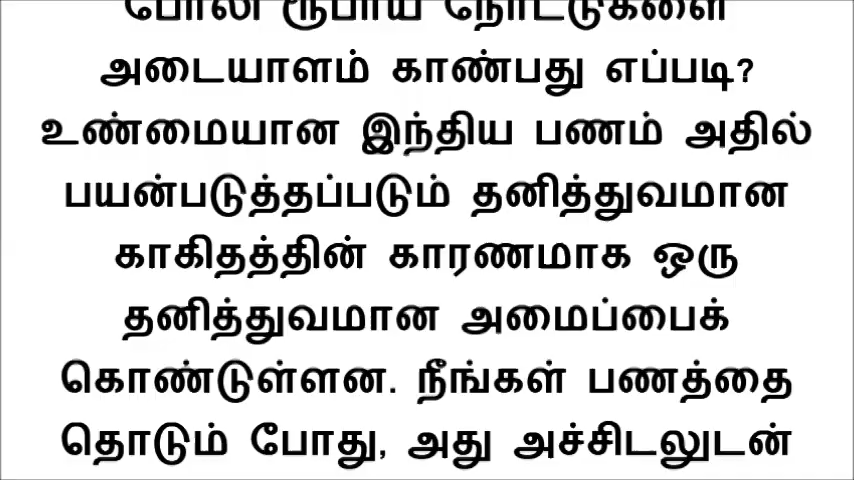 போலி ரூபாய் நோட்டுகளை
அடையாளம் காண்பது எப்படி?
உண்மையான இந்திய பணம் அதில்
பயன்படுத்தப்படும் தனித்துவமான
காகிதத்தின் காரணமாக ஒரு
தனித்துவமான அமைப்பைக்
கொண்டுள்ளன. நீங்கள் பணத்தை
தொடும் போது, அது அச்சிடலுடன்